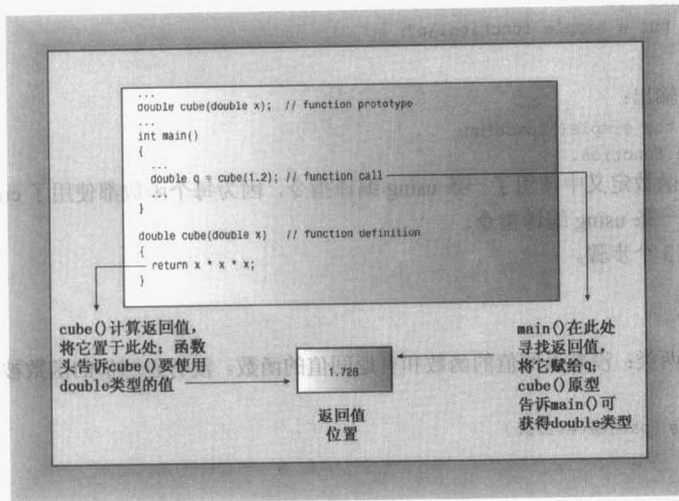 ...
double cube(double x);  // function prototype
...
int main()
{
...
double q = cube(1.2); // function call
...
}
double cube(double x)   // function definition
{
return x * x * x;
}
cube()计算返回值，
将它置于此处；函数
头告诉cube()要使用
double类型的值
1.728
返回值
位置
main()在此处
寻找返回值，
将它赋给q；
cube()原型
告诉main()可
获得double类型